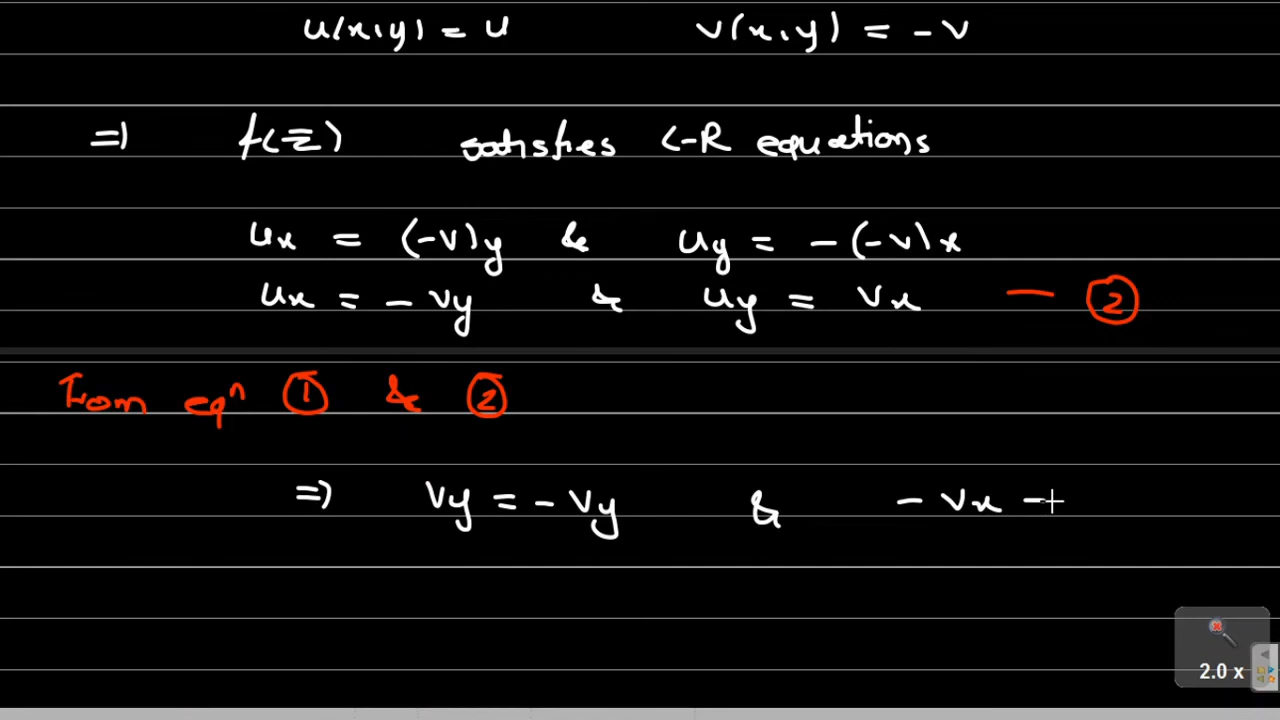 u(x,y) = u v(x,y) = - v
=> f(z̅) satisfies C-R equations
ux = (-v)y & uy = -(-v)x
ux = - vy & uy = vx — ②
From eqⁿ ① & ②
=> vy = - vy & - vx -
2.0 x